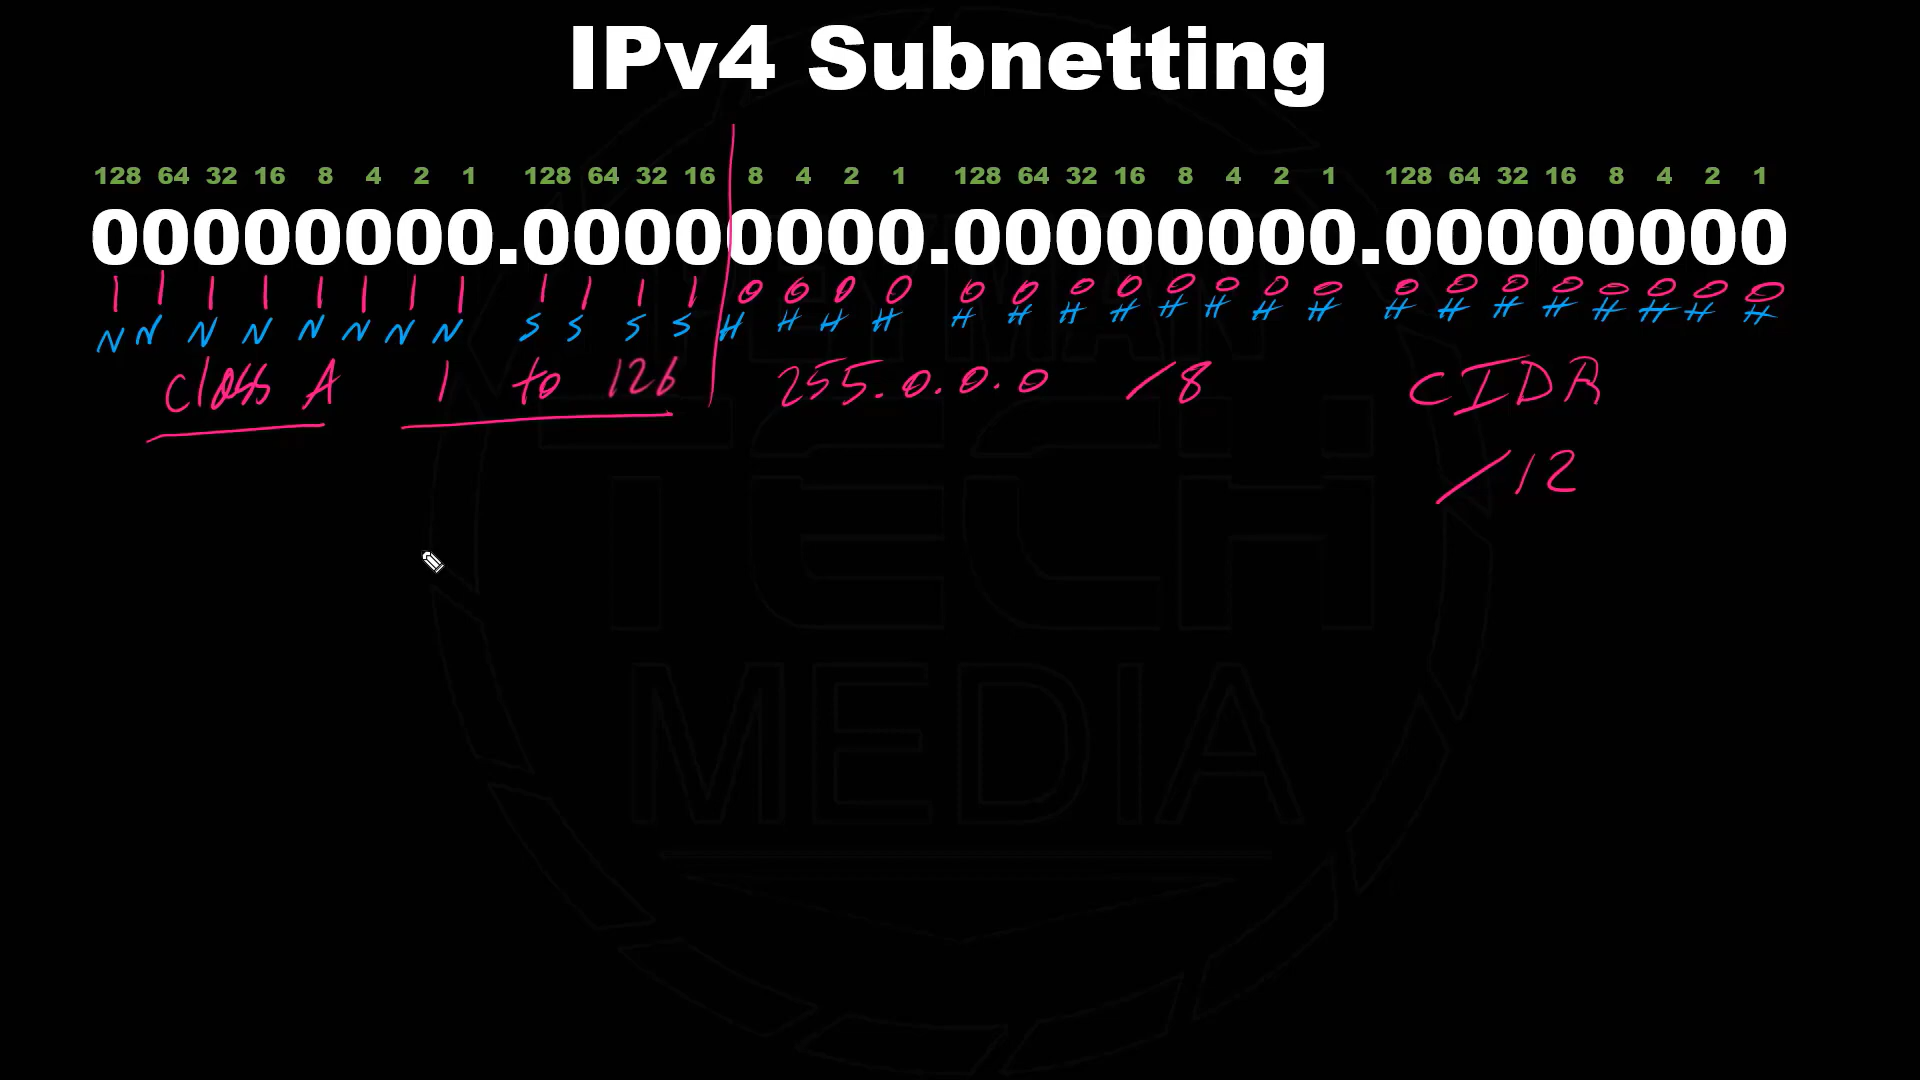 IPv4 Subnetting
128 64 32 16 8 4 2 1 128 64 32 16 8 4 2 1 128 64 32 16 8 4 2 1 128 64 32 16 8 4 2 1
00000000.00000000.00000000.00000000
1 1 1 1 1 1 1 1 1 1 1 1 0 0 0 0 0 0 0 0 0 0 0 0 0 0 0 0 0 0 0 0
N N N N N N N N S S S S H H H H H H H H H H H H H H H H H H H H
class A 1 to 126 255.0.0.0 /8 CIDR
/12
TECH
MEDIA